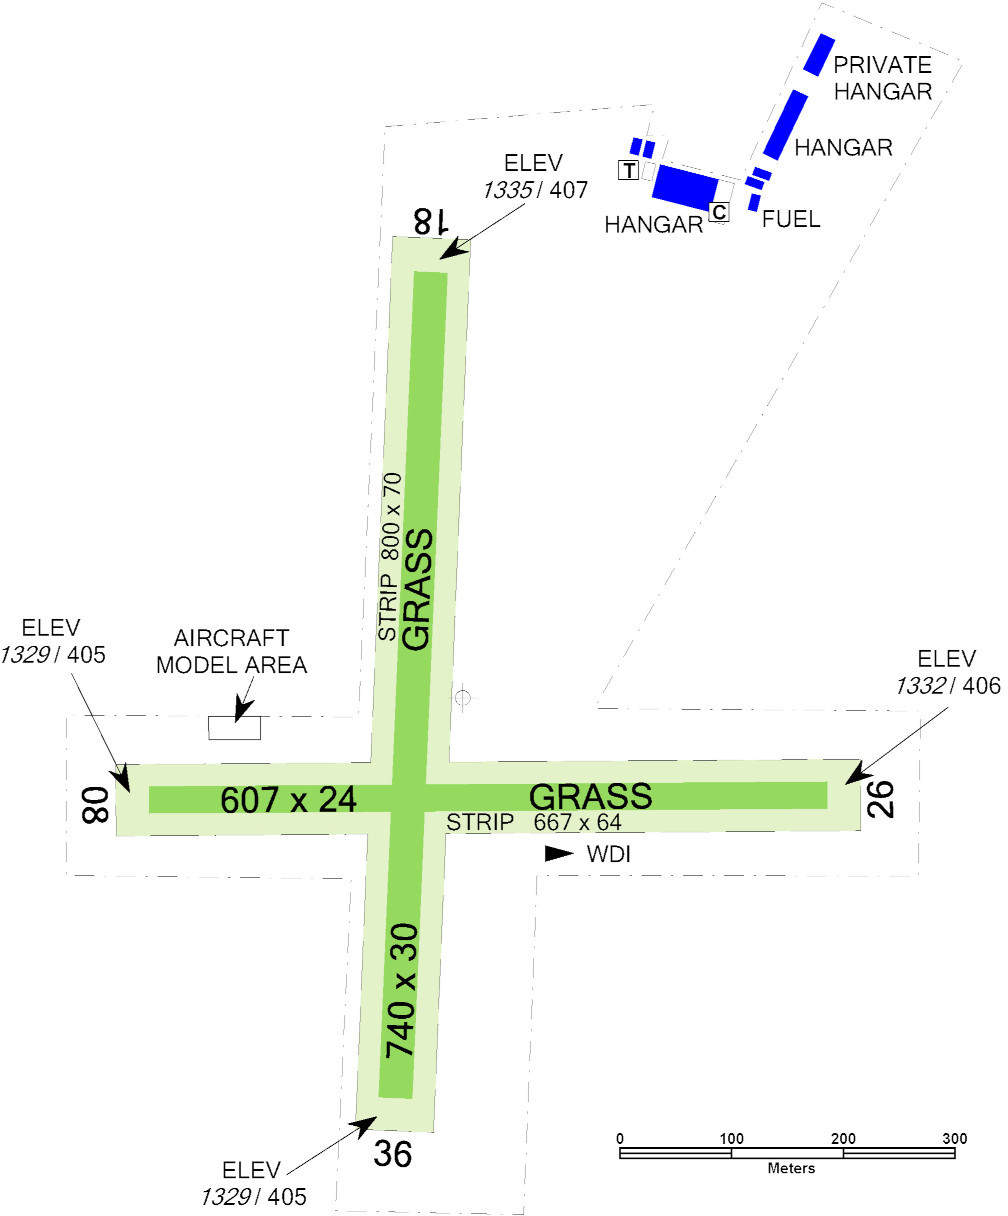 PRIVATE
HANGAR
HANGAR
T
C
HANGAR
FUEL
ELEV
1335 / 407
18
STRIP 800 x 70
GRASS
ELEV
1329 / 405
AIRCRAFT
MODEL AREA
ELEV
1332 / 406
08
607 x 24
GRASS
26
STRIP 667 x 64
WDI
740 x 30
36
ELEV
1329 / 405
0 100 200 300
Meters